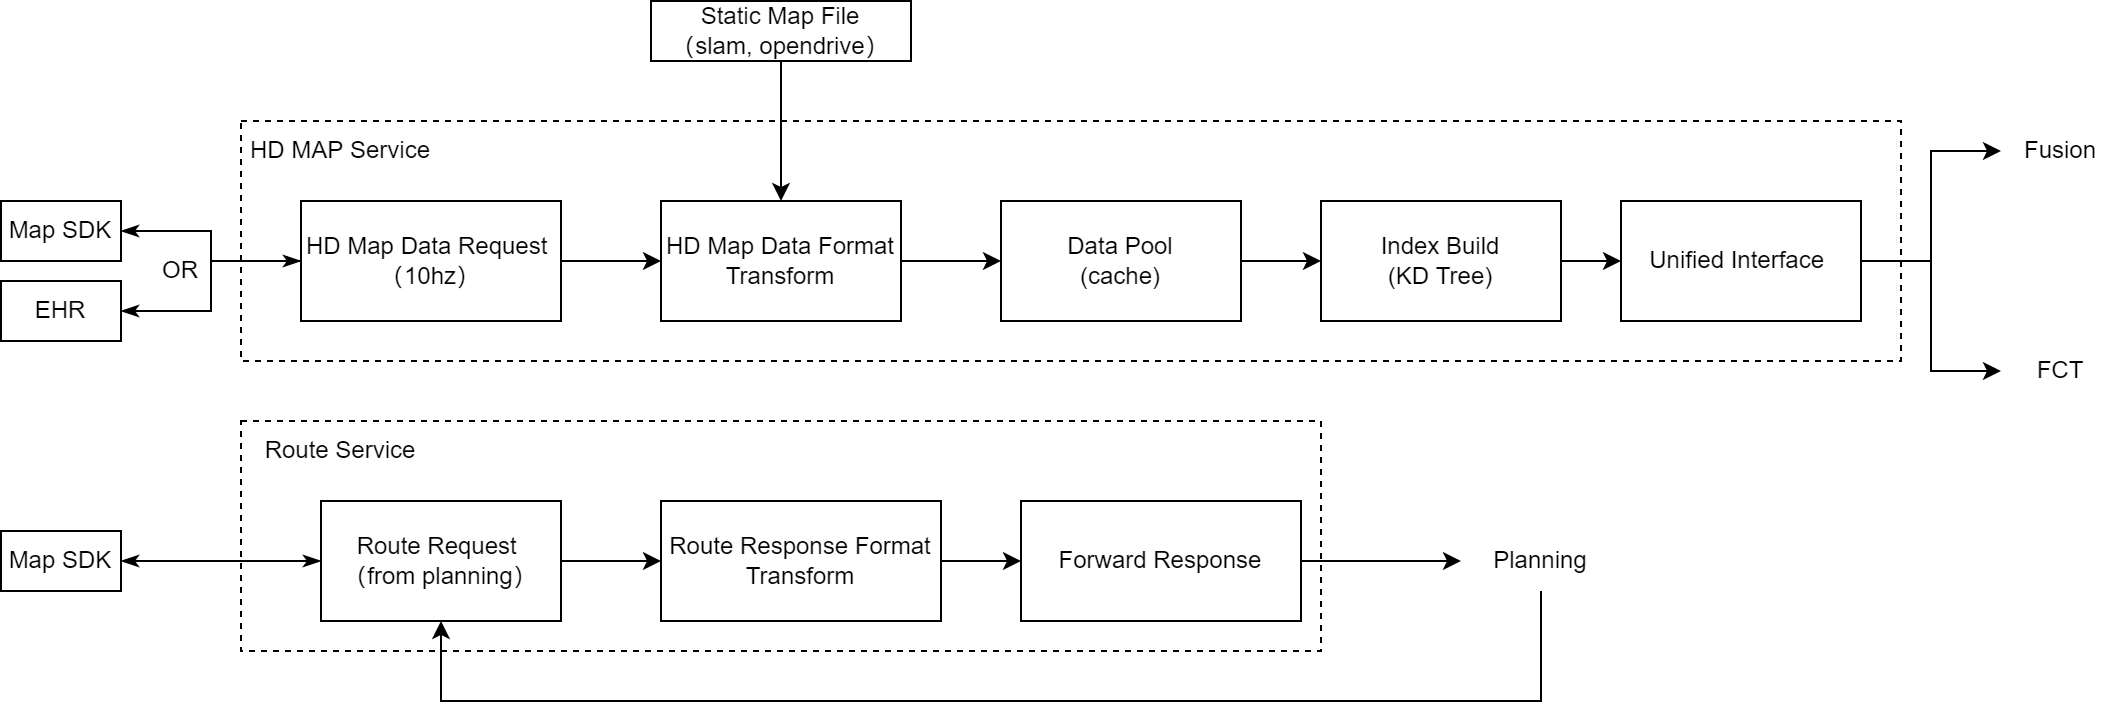 Static Map File
（slam, opendrive）
HD MAP Service
Map SDK
OR
EHR
HD Map Data Request
（10hz）
HD Map Data Format
Transform
Data Pool
(cache)
Index Build
(KD Tree)
Unified Interface
Fusion
FCT
Route Service
Map SDK
Route Request
（from planning）
Route Response Format
Transform
Forward Response
Planning